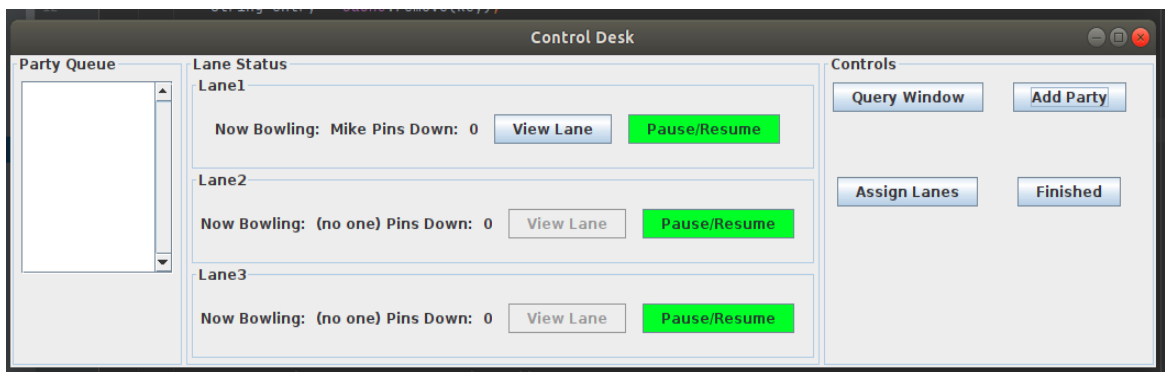 Control Desk
Party Queue
Lane Status
Lane1
Now Bowling: Mike Pins Down: 0 View Lane Pause/Resume
Lane2
Now Bowling: (no one) Pins Down: 0 View Lane Pause/Resume
Lane3
Now Bowling: (no one) Pins Down: 0 View Lane Pause/Resume
Controls
Query Window Add Party
Assign Lanes Finished